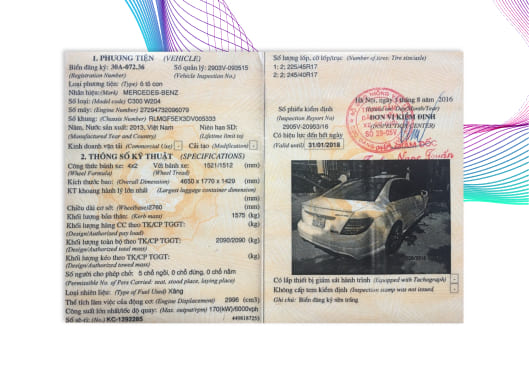 1. PHƯƠNG TIỆN (VEHICLE)
Biển đăng ký: 30A-072.36 Số quản lý: 2903V-093515
(Registration Number) (Vehicle Inspection No.)
Loại phương tiện: (Type) ô tô con
Nhãn hiệu: (Mark) MERCEDES-BENZ
Số loại: (Model code) C300 W204
Số máy: (Engine Number) 27294732096079
Số khung: (Chassis Number) RLMGF5EX3DV005333
Năm, Nước sản xuất: 2013, Việt Nam Niên hạn SD:
(Manufactured Year and Country) (Lifetime limit to)
Kinh doanh vận tải (Commercial Use) - Cải tạo (Modification) -
2. THÔNG SỐ KỸ THUẬT (SPECIFICATIONS)
Công thức bánh xe: 4x2 Vết bánh xe: 1521/1512 (mm)
(Wheel Formula) (Wheel Tread)
Kích thước bao: (Overall Dimension) 4650 x 1770 x 1429 (mm)
KT khoang hành lý lớn nhất (Largest luggage container dimension)
(mm)
Chiều dài cơ sở: (Wheelbase) 2760 (mm)
Khối lượng bản thân: (Kerb mass) 1575 (kg)
Khối lượng hàng CC theo TK/CP TGGT: (kg)
(Design/Authorized pay load)
Khối lượng toàn bộ theo TK/CP TGGT: 2090/2090 (kg)
(Design/Authorized total mass)
Khối lượng kéo theo TK/CP TGGT: (kg)
(Design/Authorized towed mass)
Số người cho phép chở: 5 chỗ ngồi, 0 chỗ đứng, 0 chỗ nằm
(Permissible No. of Pers Carried: seat, stood place, laying place)
Loại nhiên liệu: (Type of Fuel Used) Xăng
Thể tích làm việc của động cơ: (Engine Displacement) 2996 (cm3)
Công suất lớn nhất/tốc độ quay: (Max. output/rpm) 170(kW)/6000vph
Số sê-ri: (No.) KC-1393285 4496187255
Số lượng lốp, cỡ lốp/trục: (Number of tires: Tire size/axle)
1: 2; 225/45R17
2: 2; 245/40R17
Hà Nội, ngày 1 tháng 8 năm 2016
Số phiếu kiểm định
(Inspection Report No) ĐƠN VỊ KIỂM ĐỊNH
2905V-20953/16 (INSPECTION CENTER)
Có hiệu lực đến hết ngày
(Valid until) 31/01/2018 PHÓ GIÁM ĐỐC
Có lắp thiết bị giám sát hành trình (Equipped with Tachograph) -
Không cấp tem kiểm định (Inspection stamp was not issued) -
Ghi chú: Biển đăng ký nền trắng